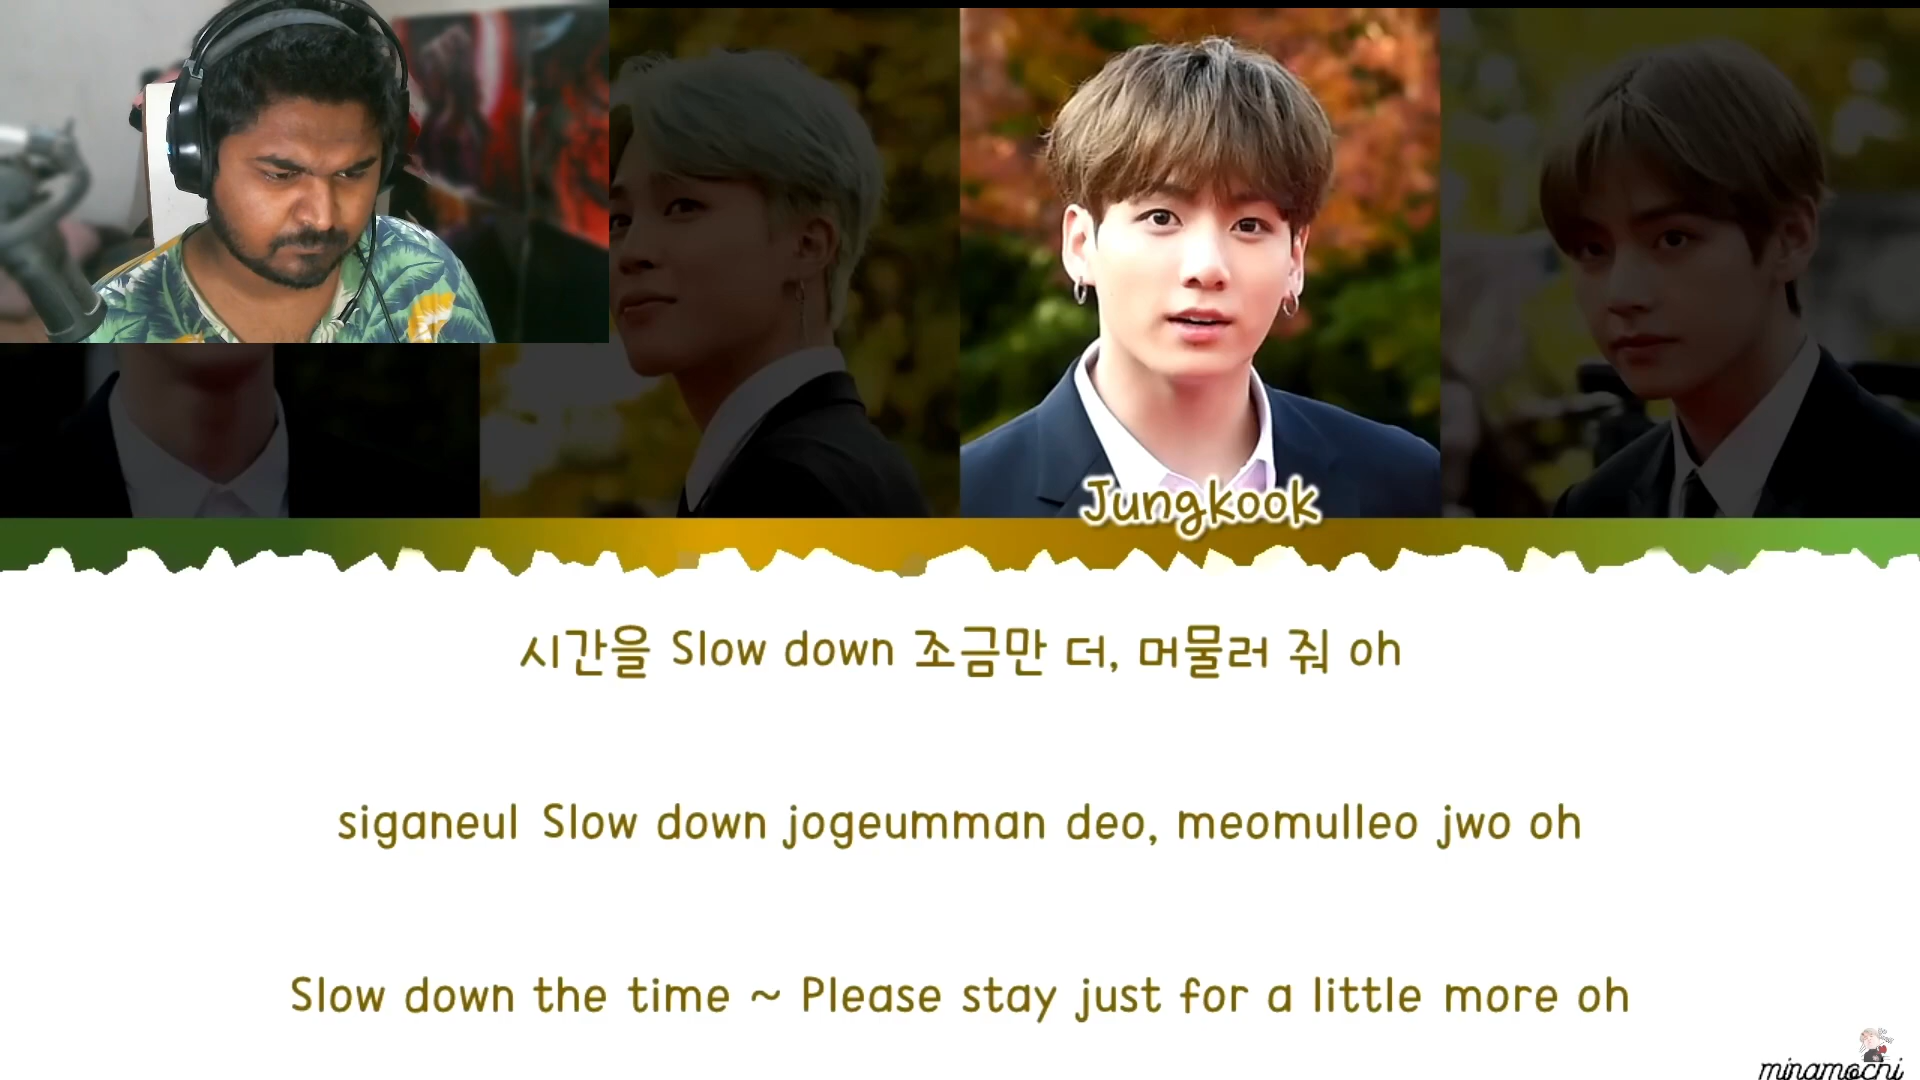 Jungkook
시간을 Slow down 조금만 더, 머물러 줘 oh
siganeul Slow down jogeumman deo, meomulleo jwo oh
Slow down the time ~ Please stay just for a little more oh
minamochi